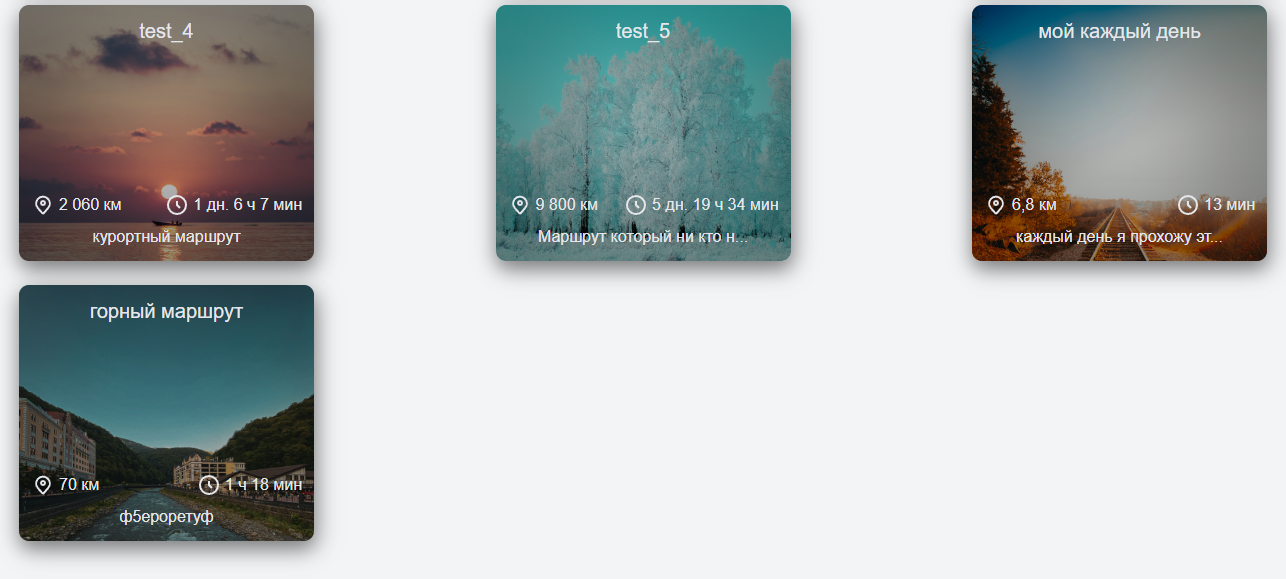 test_4
2 060 км 1 дн. 6 ч 7 мин
курортный маршрут
test_5
9 800 км 5 дн. 19 ч 34 мин
Маршрут который ни кто н...
мой каждый день
6,8 км 13 мин
каждый день я прохожу эт...
горный маршрут
70 км 1 ч 18 мин
ф5ероретуф